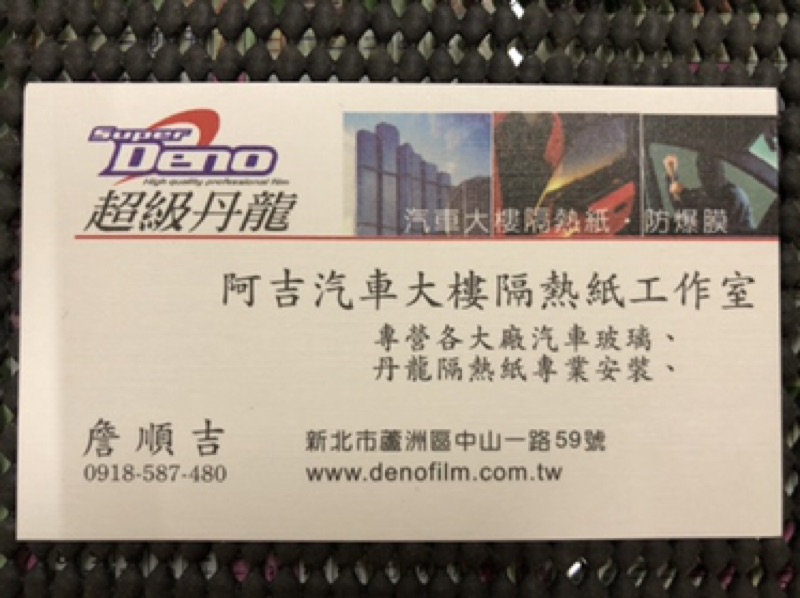 Super
Deno
High quality professional film
超級丹龍
汽車大樓隔熱紙・防爆膜
阿吉汽車大樓隔熱紙工作室
專營各大廠汽車玻璃、
丹龍隔熱紙專業安裝、
詹順吉
0918-587-480
新北市蘆洲區中山一路59號
www.denofilm.com.tw